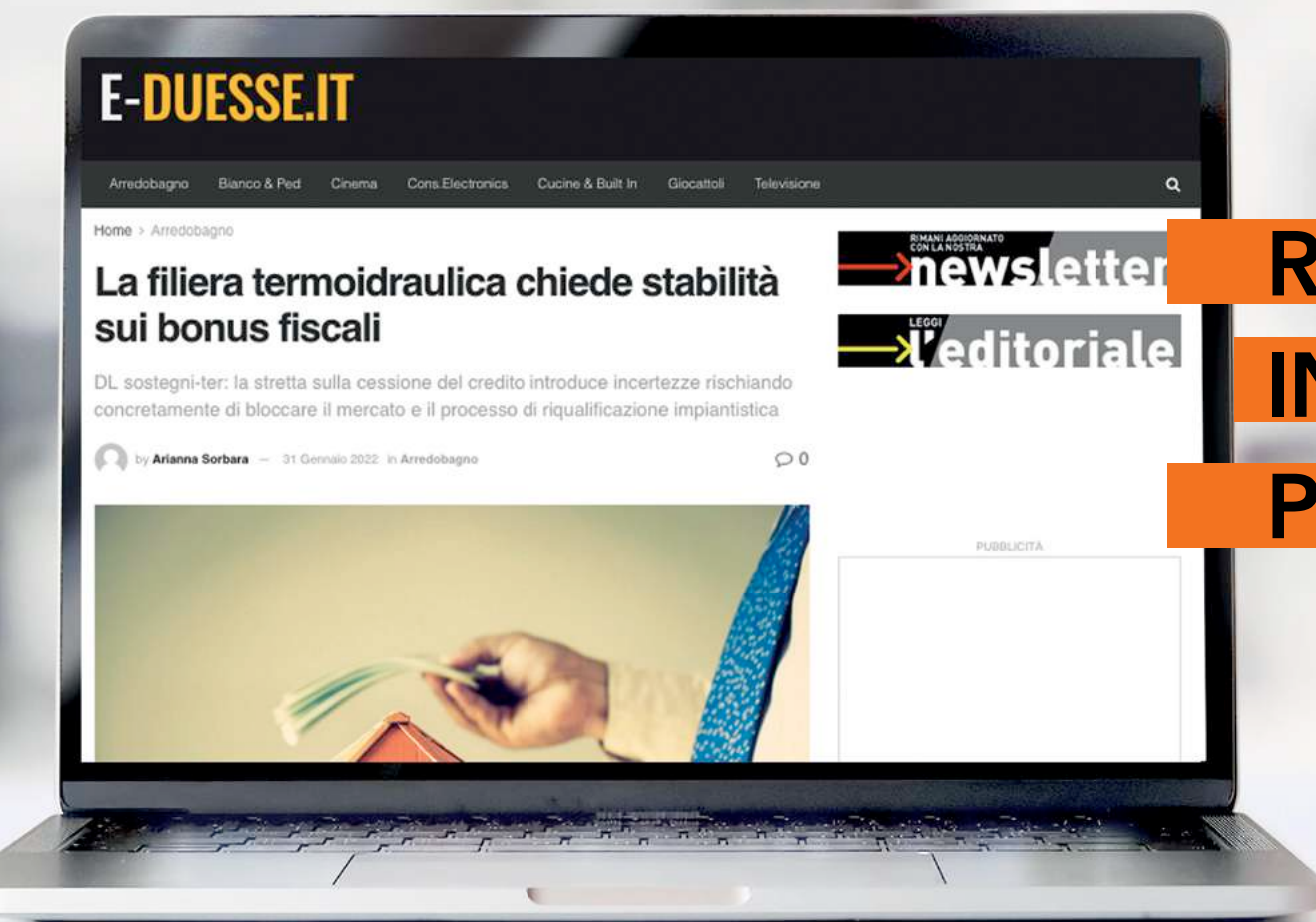 E-DUESSE.IT
Arredobagno Bianco & Ped Cinema Cons.Electronics Cucine & Built In Giocattoli Televisione
Home > Arredobagno
La filiera termoidraulica chiede stabilità
sui bonus fiscali
DL sostegni-ter: la stretta sulla cessione del credito introduce incertezze rischiando
concretamente di bloccare il mercato e il processo di riqualificazione impiantistica
by Arianna Sorbara — 31 Gennaio 2022 in Arredobagno
0
RIMANI AGGIORNATO
CON LA NOSTRA
newsletter
LEGGI
l'editoriale
PUBBLICITÀ
R
IN
P